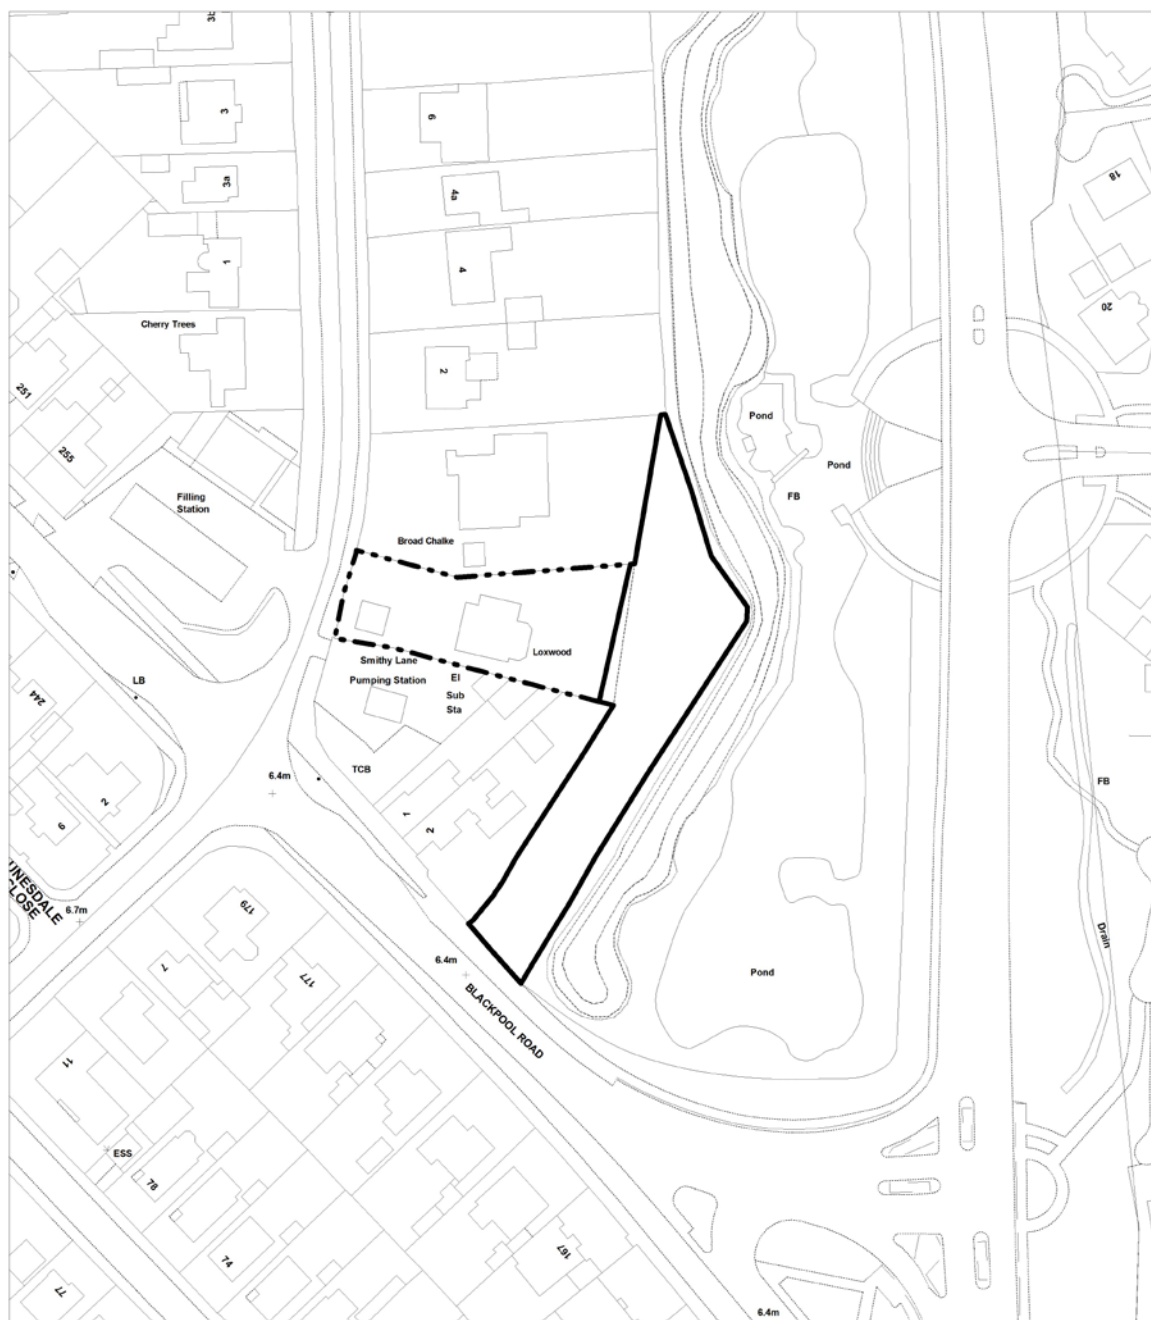 3b
3
6
3a
4a
18
1
4
20
Cherry Trees
2
251
255
Pond
Pond
Filling
Station
FB
Broad Chalke
Loxwood
Smithy Lane
Pumping Station
El
Sub
Sta
LB
244
TCB
6.4m
FB
2
9
1
2
UNESDALE
CLOSE
6.7m
179
7
177
6.4m
BLACKPOOL ROAD
Pond
Drain
11
ESS
78
74
167
77
6.4m